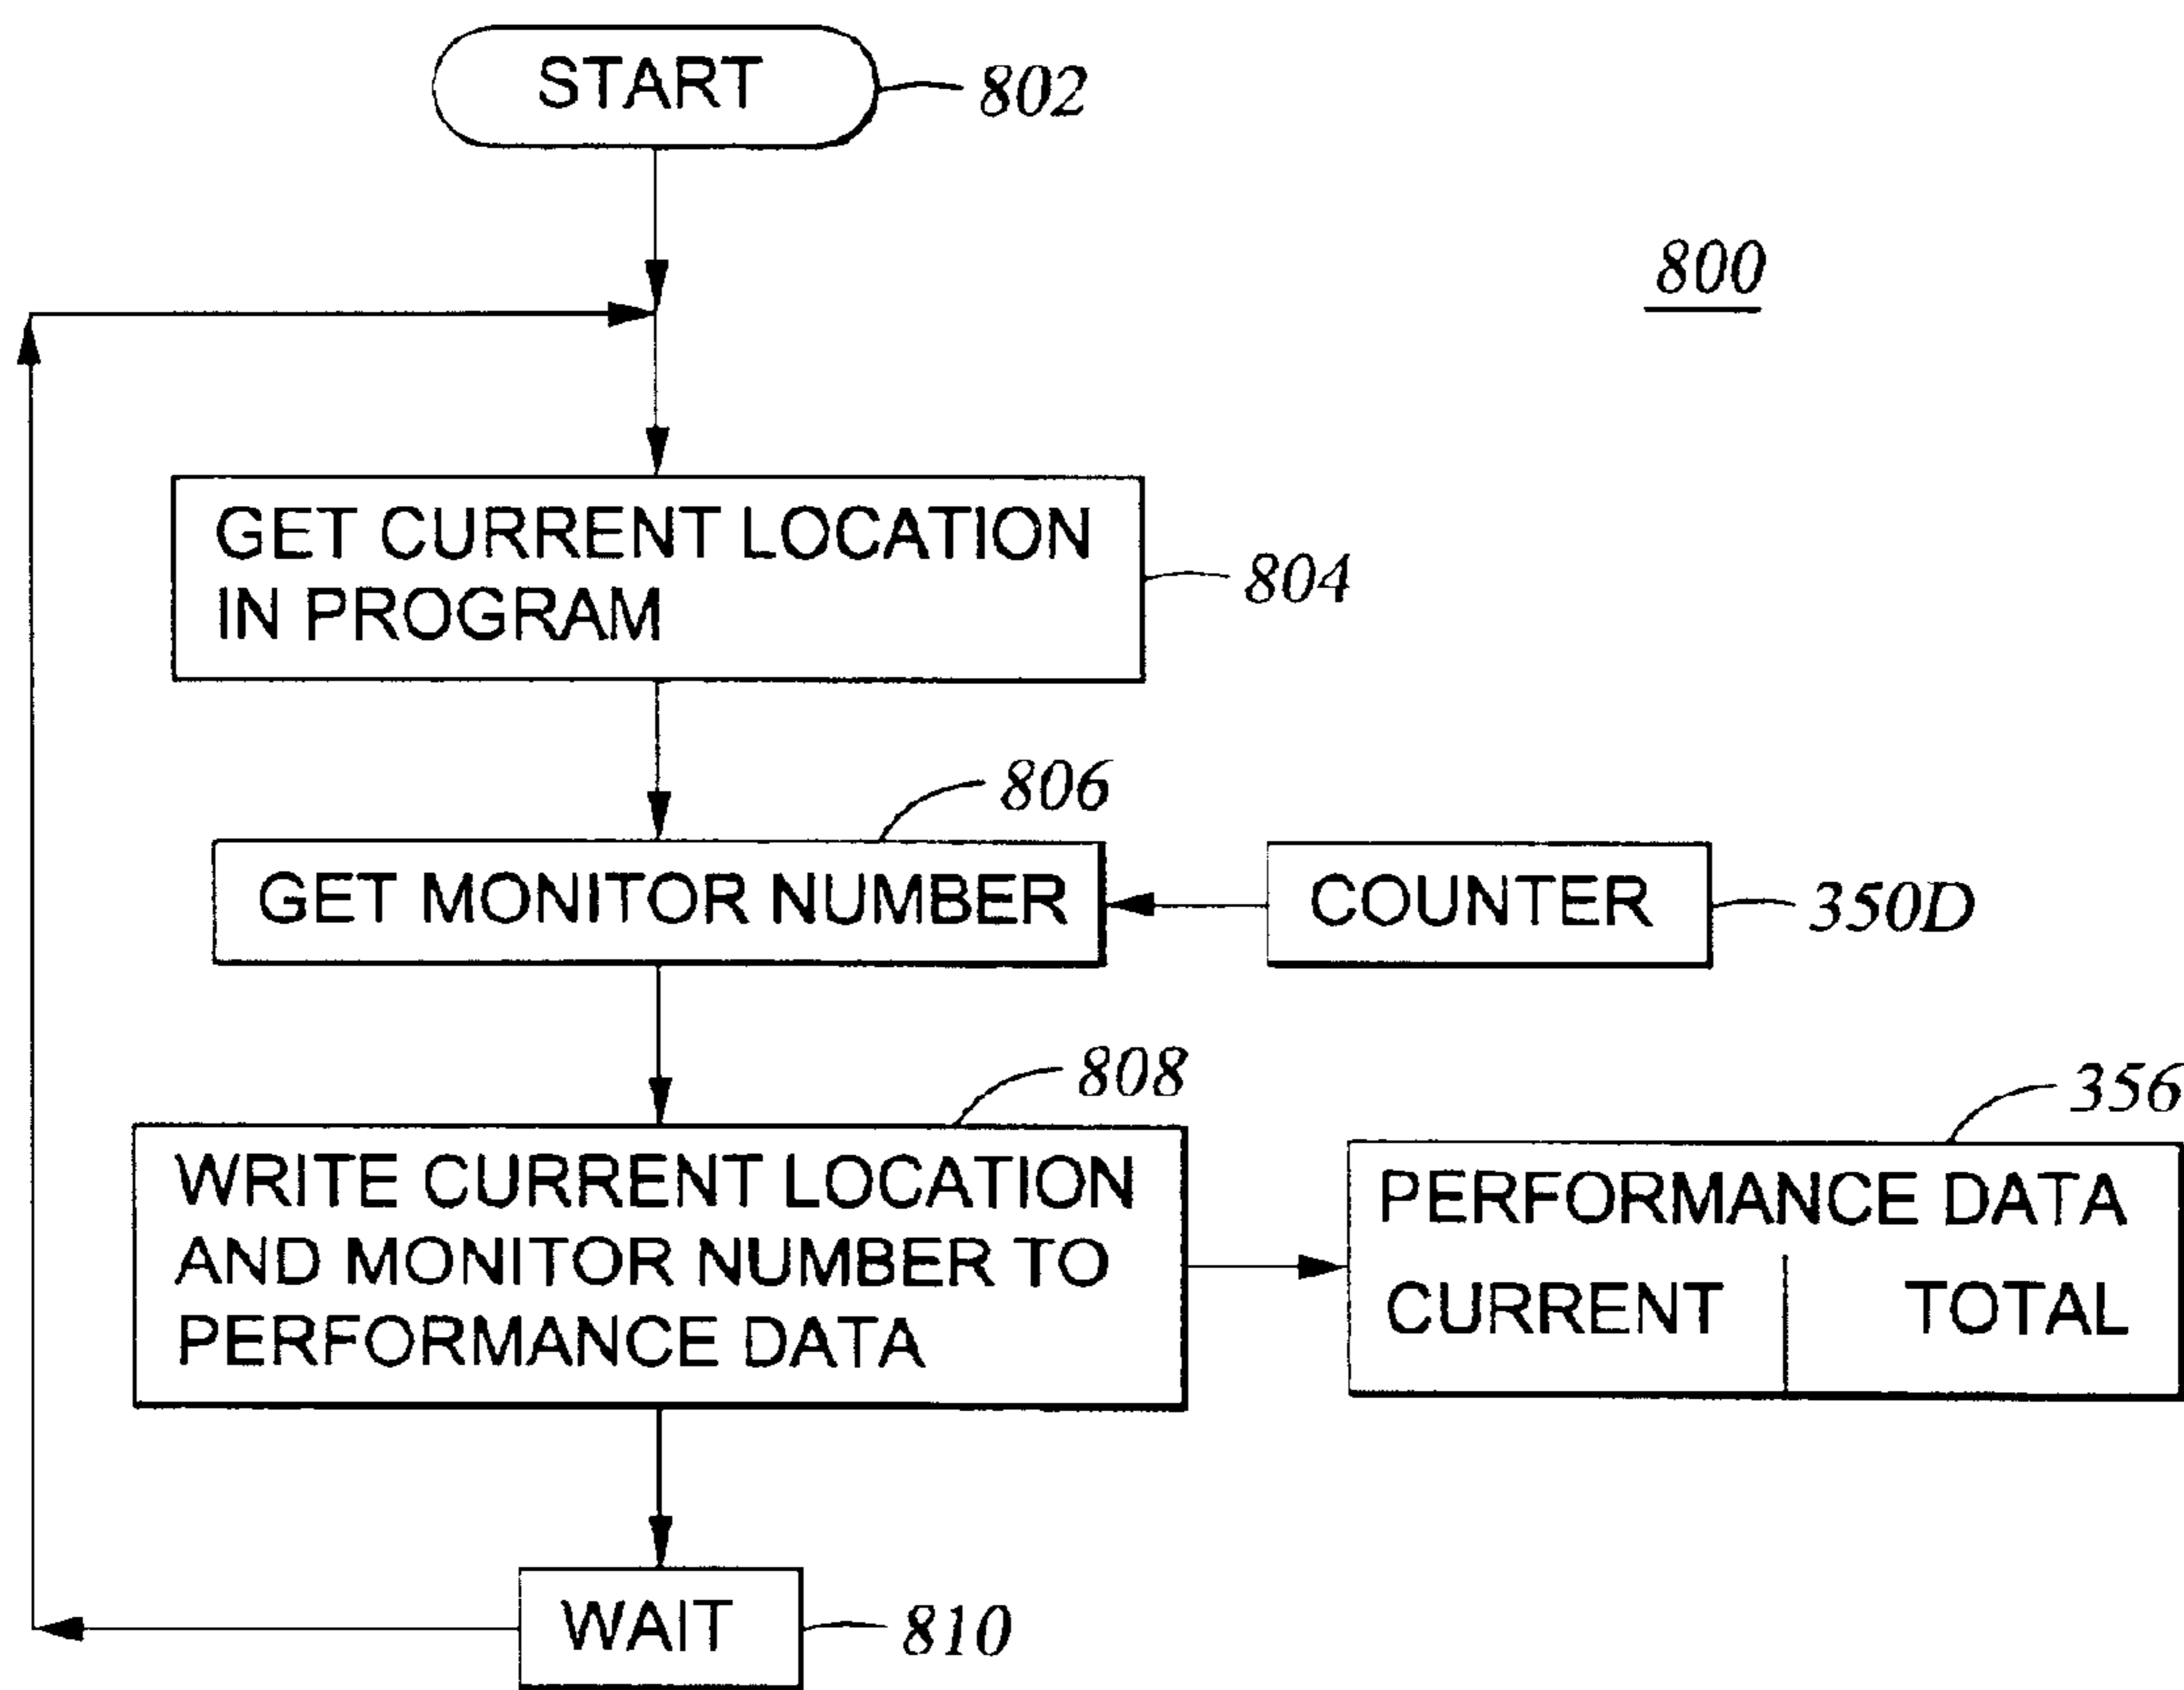 START
802
800
GET CURRENT LOCATION
IN PROGRAM
804
806
GET MONITOR NUMBER
COUNTER
350D
808
356
WRITE CURRENT LOCATION
AND MONITOR NUMBER TO
PERFORMANCE DATA
PERFORMANCE DATA
CURRENT
TOTAL
WAIT
810